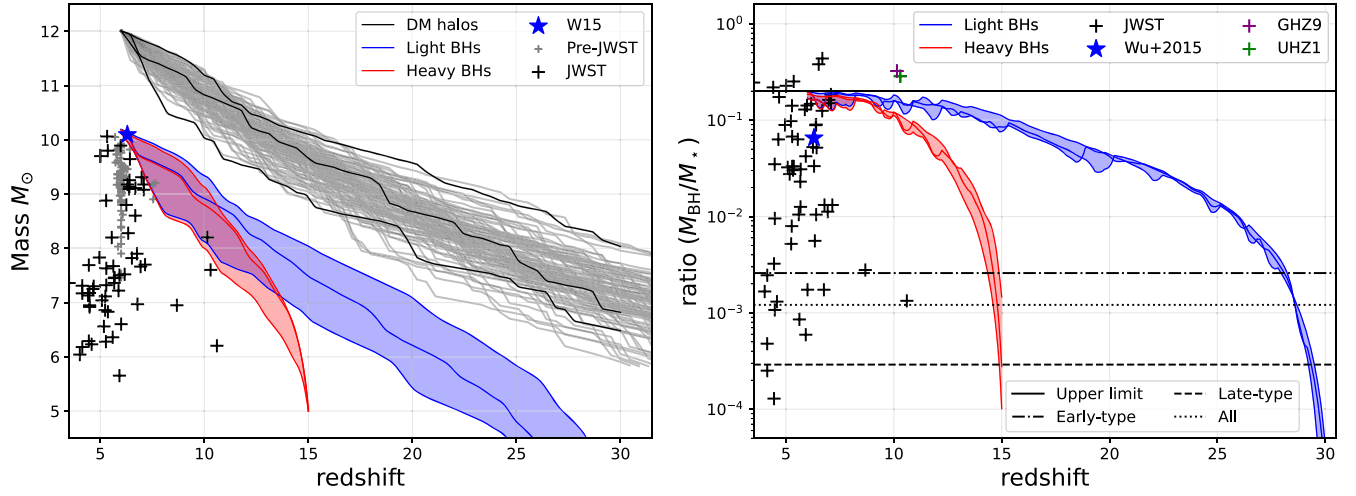 DM halos
Light BHs
Heavy BHs
W15
Pre-JWST
JWST
12
11
10
9
8
7
6
5
Mass M⊙
5 10 15 20 25 30
redshift
Light BHs
Heavy BHs
JWST
Wu+2015
GHZ9
UHZ1
10⁰
10⁻¹
10⁻²
10⁻³
10⁻⁴
ratio (M_BH/M⋆)
Upper limit
Early-type
Late-type
All
5 10 15 20 25 30
redshift